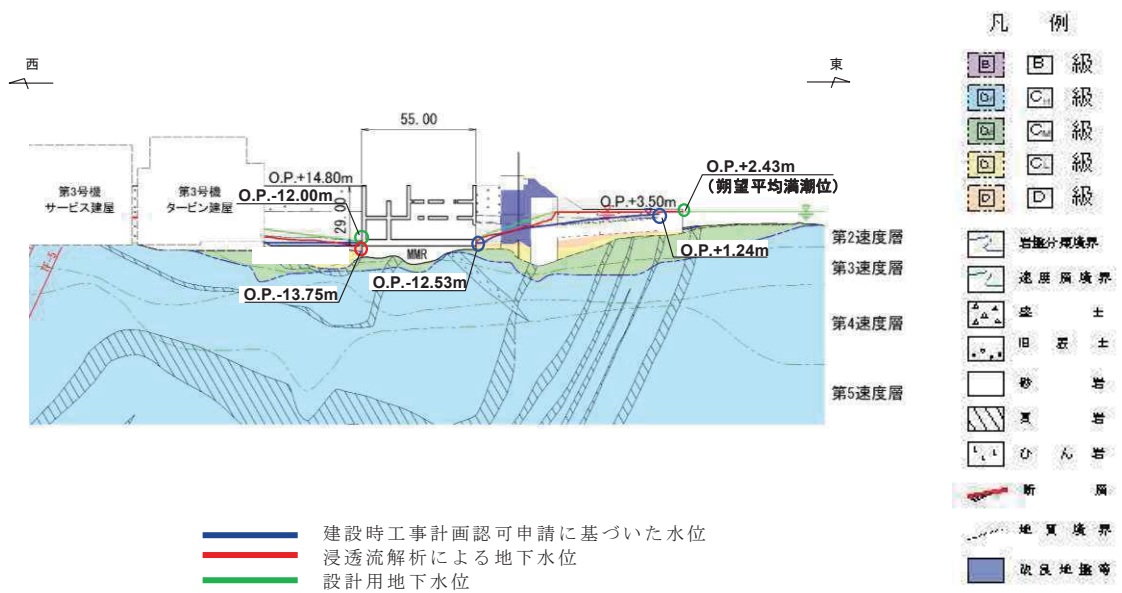 西
東
55.00
O.P.+14.80m
O.P.-12.00m
29.00
第3号機
サービス建屋
第3号機
タービン建屋
O.P.+2.43m
(朔望平均満潮位)
O.P.+3.50m
O.P.+1.24m
MMR
O.P.-12.53m
O.P.-13.75m
TF-5
第2速度層
第3速度層
第4速度層
第5速度層
建設時工事計画認可申請に基づいた水位
浸透流解析による地下水位
設計用地下水位
凡 例
B B 級
CH CH 級
CM CM 級
CL CL 級
D D 級
岩盤分類境界
速度層境界
盛 土
旧 表 土
砂 岩
頁 岩
ひ ん 岩
断 層
地 質 境 界
改良地盤等